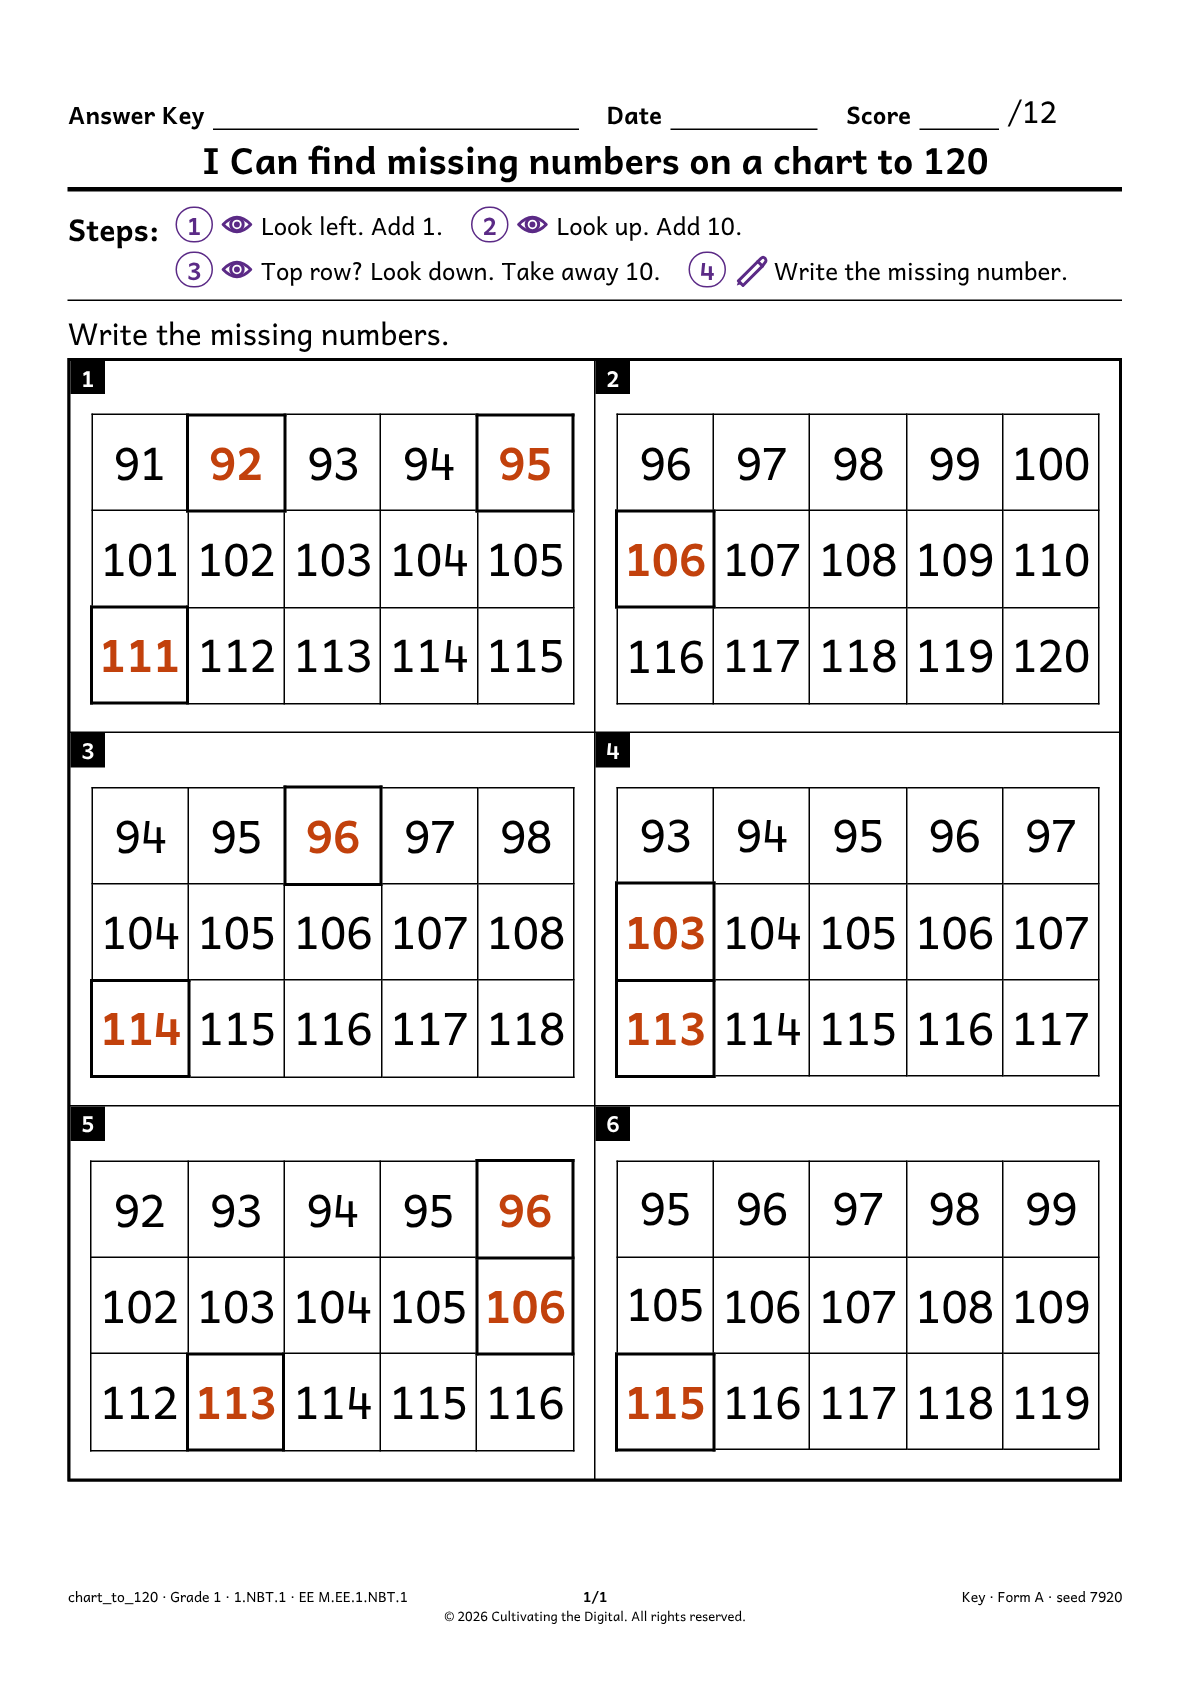 Answer Key ____ Date ____ Score ____ /12
I Can find missing numbers on a chart to 120
Steps: 1 Look left. Add 1. 2 Look up. Add 10.
3 Top row? Look down. Take away 10. 4 Write the missing number.
Write the missing numbers.
1
91 92 93 94 95
101 102 103 104 105
111 112 113 114 115
2
96 97 98 99 100
106 107 108 109 110
116 117 118 119 120
3
94 95 96 97 98
104 105 106 107 108
114 115 116 117 118
4
93 94 95 96 97
103 104 105 106 107
113 114 115 116 117
5
92 93 94 95 96
102 103 104 105 106
112 113 114 115 116
6
95 96 97 98 99
105 106 107 108 109
115 116 117 118 119
chart_to_120 · Grade 1 · 1.NBT.1 · EE M.EE.1.NBT.1 1/1 Key · Form A · seed 7920
© 2026 Cultivating the Digital. All rights reserved.